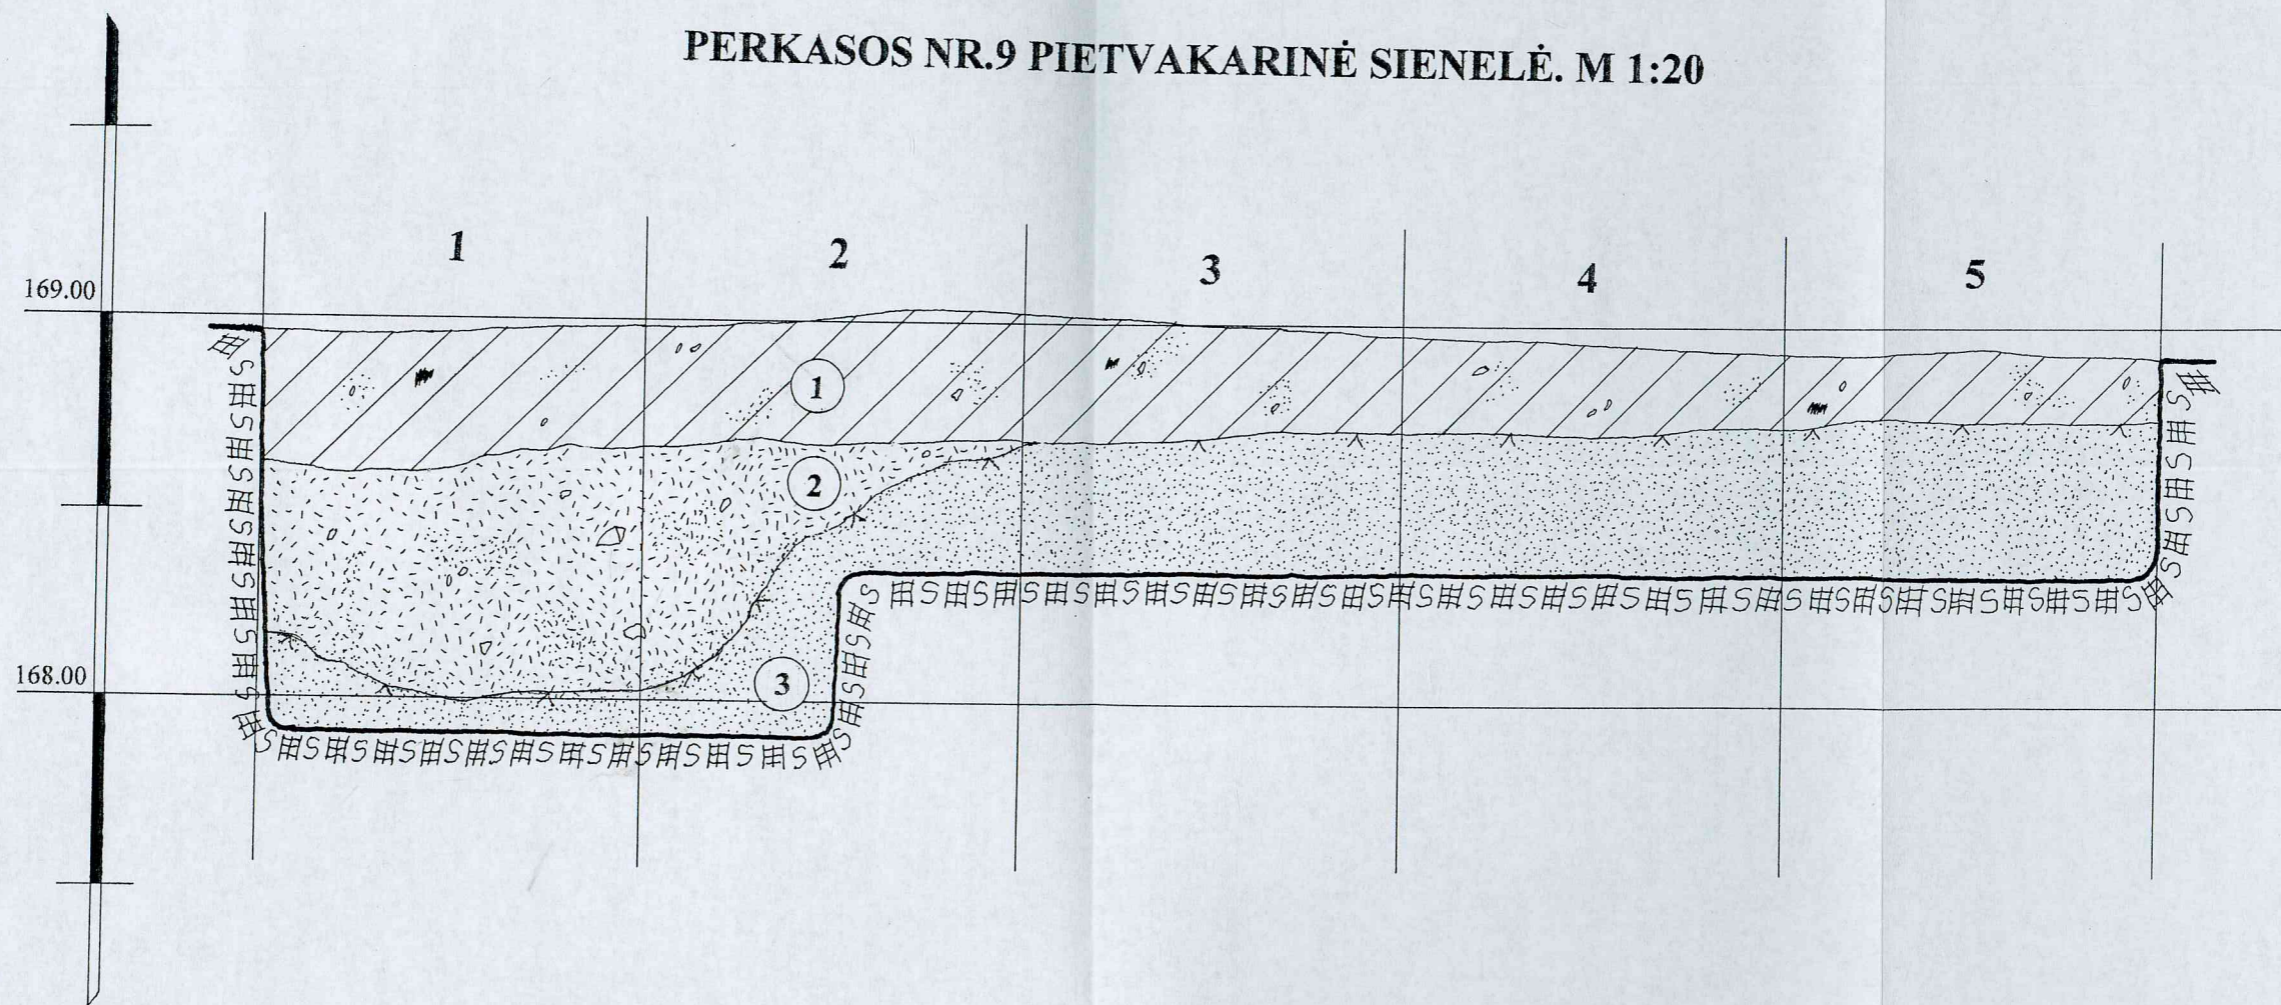 PERKASOS NR.9 PIETVAKARINĖ SIENELĖ. M 1:20
1 2 3 4 5
169.00
1
2
168.00
3